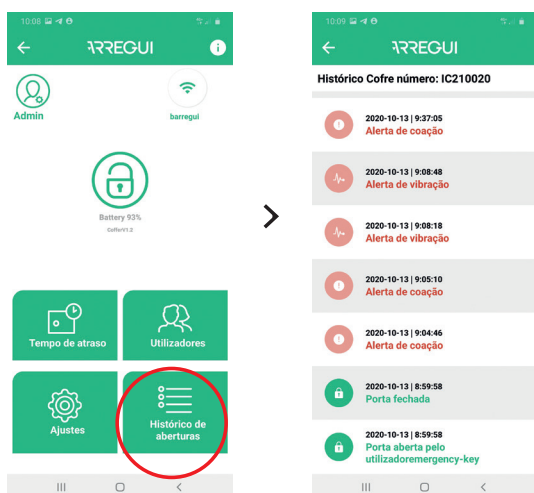 10:08
ARREGUI
Admin
barregui
Battery 93%
CofferV1.2
Tempo de atraso
Utilizadores
Ajustes
Histórico de
aberturas
10:09
ARREGUI
Histórico Cofre número: IC210020
2020-10-13 | 9:37:05
Alerta de coação
2020-10-13 | 9:08:48
Alerta de vibração
2020-10-13 | 9:08:18
Alerta de vibração
2020-10-13 | 9:05:10
Alerta de coação
2020-10-13 | 9:04:46
Alerta de coação
2020-10-13 | 8:59:58
Porta fechada
2020-10-13 | 8:59:58
Porta aberta pelo
utilizadoremergency-key